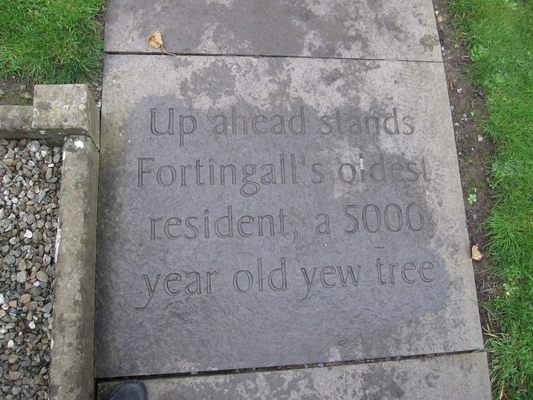 Up ahead stands
Fortingall's oldest
resident, a 5000
year old yew tree